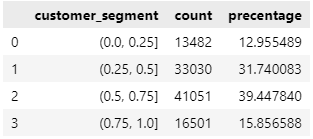 customer_segment count precentage
0 (0.0, 0.25] 13482 12.955489
1 (0.25, 0.5] 33030 31.740083
2 (0.5, 0.75] 41051 39.447840
3 (0.75, 1.0] 16501 15.856588